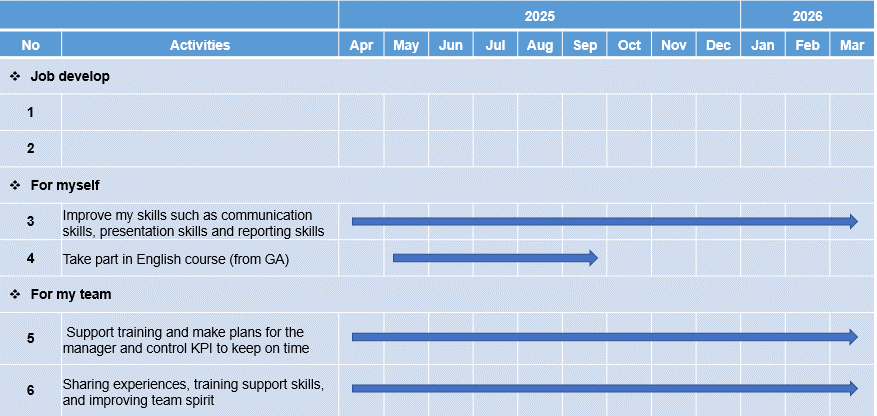 2025 2026
No Activities Apr May Jun Jul Aug Sep Oct Nov Dec Jan Feb Mar
❖ Job develop
1
2
❖ For myself
3 Improve my skills such as communication
skills, presentation skills and reporting skills
4 Take part in English course (from GA)
❖ For my team
5 Support training and make plans for the
manager and control KPI to keep on time
6 Sharing experiences, training support skills,
and improving team spirit